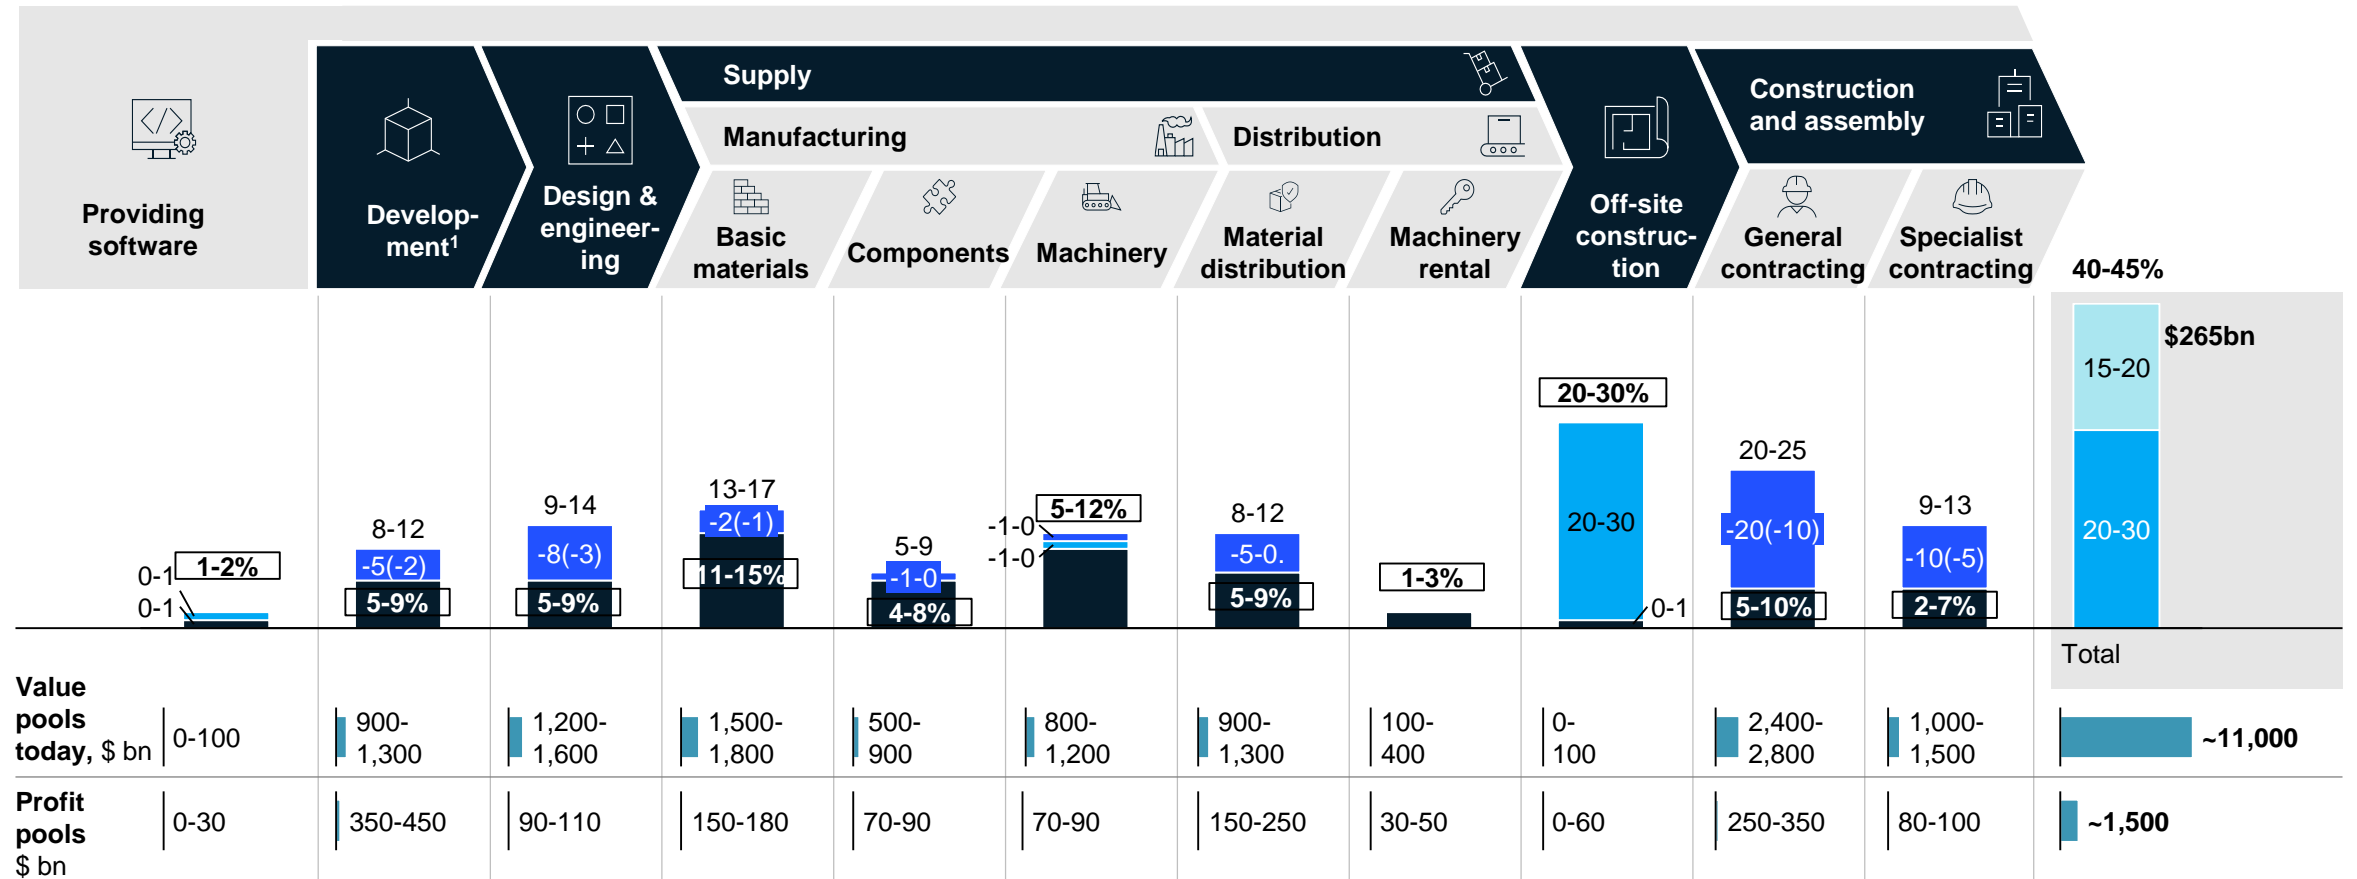 Providing
software
Develop-
ment¹
Design &
engineer-
ing
Supply
Manufacturing
Distribution
Basic
materials
Components
Machinery
Material
distribution
Machinery
rental
Off-site
construc-
tion
Construction
and assembly
General
contracting
Specialist
contracting
40-45%
$265bn
15-20
20-30
Total
0-1
0-1
1-2%
8-12
-5(-2)
5-9%
9-14
-8(-3)
5-9%
13-17
-2(-1)
11-15%
5-9
-1-0
4-8%
-1-0
-1-0
5-12%
8-12
-5-0.
5-9%
1-3%
20-30%
20-30
0-1
20-25
-20(-10)
5-10%
9-13
-10(-5)
2-7%
Value
pools
today, $ bn
0-100
900-
1,300
1,200-
1,600
1,500-
1,800
500-
900
800-
1,200
900-
1,300
100-
400
0-
100
2,400-
2,800
1,000-
1,500
~11,000
Profit
pools
$ bn
0-30
350-450
90-110
150-180
70-90
70-90
150-250
30-50
0-60
250-350
80-100
~1,500